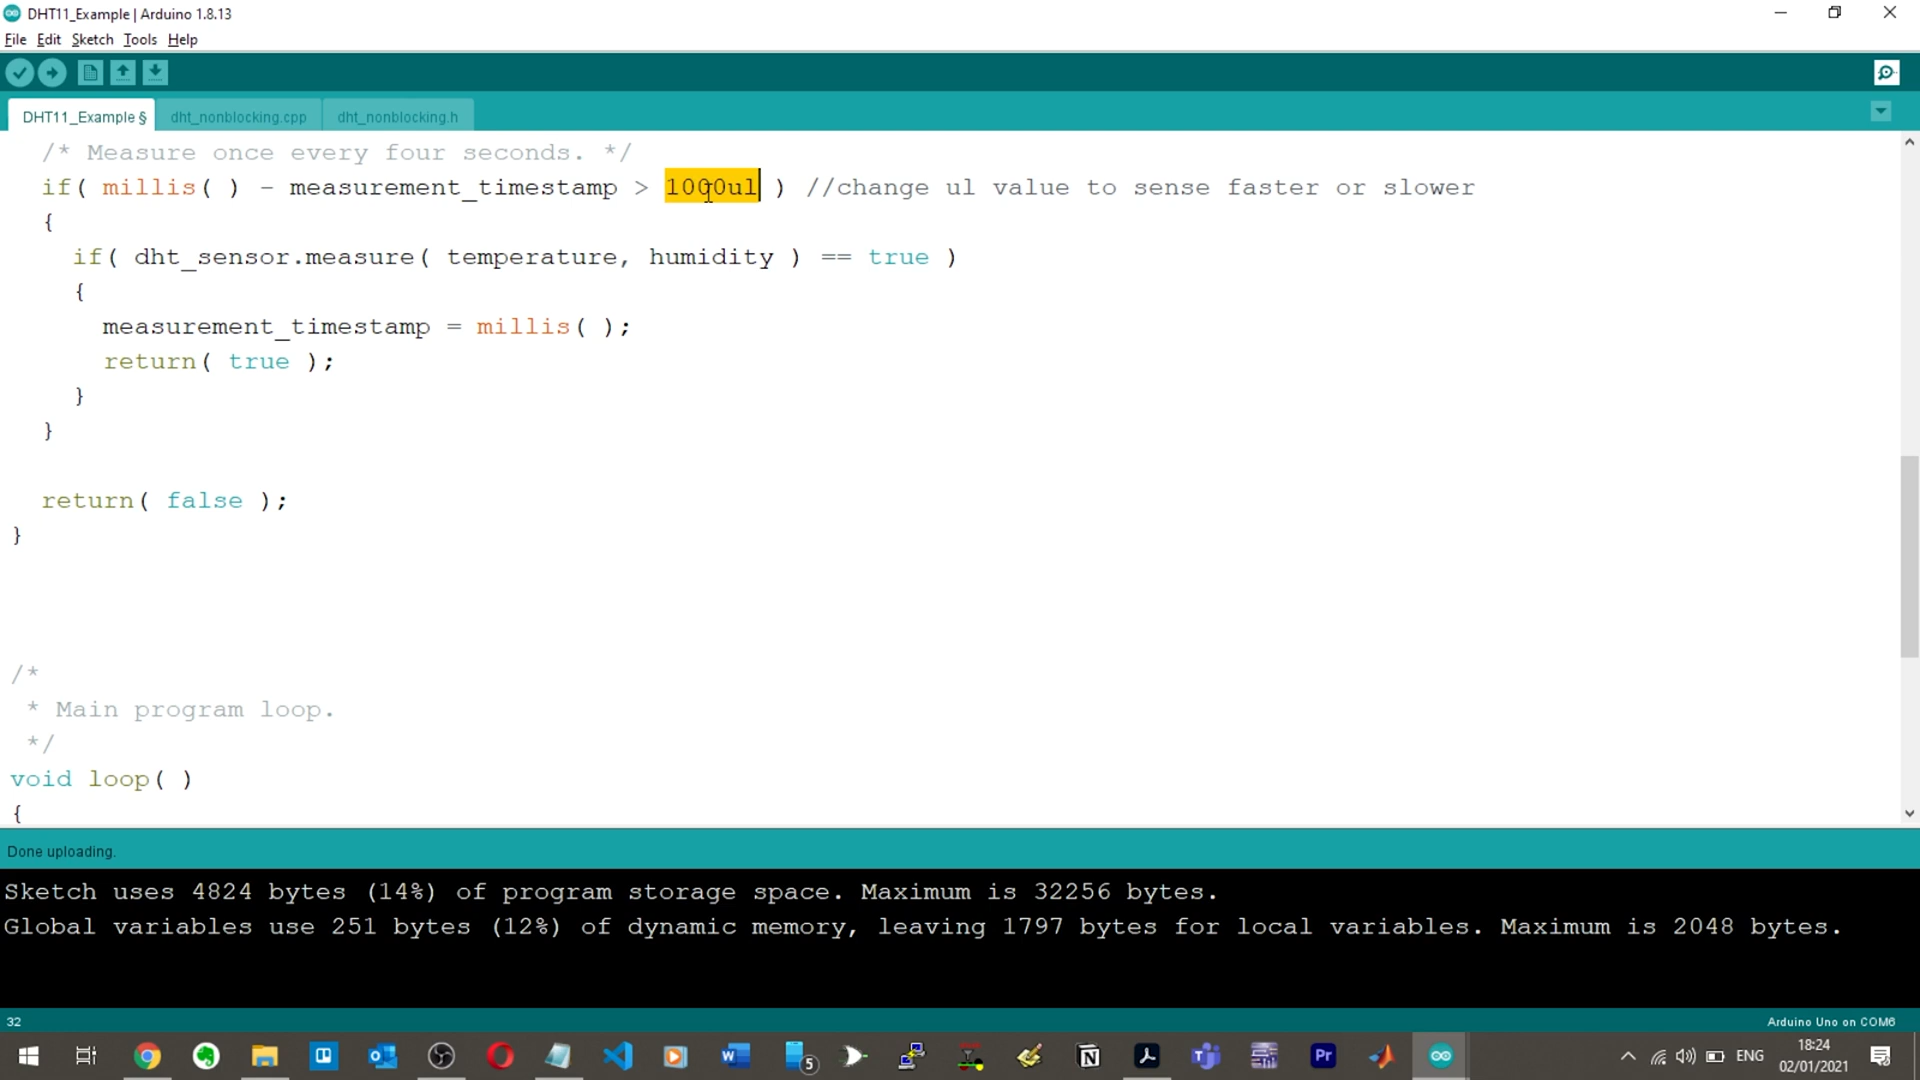 DHT11_Example | Arduino 1.8.13
File Edit Sketch Tools Help
DHT11_Example § dht_nonblocking.cpp dht_nonblocking.h
/* Measure once every four seconds. */
if( millis( ) - measurement_timestamp > 1000ul ) //change ul value to sense faster or slower
{
if( dht_sensor.measure( temperature, humidity ) == true )
{
measurement_timestamp = millis( );
return( true );
}
}
return( false );
}
/*
* Main program loop.
*/
void loop( )
{
Done uploading.
Sketch uses 4824 bytes (14%) of program storage space. Maximum is 32256 bytes.
Global variables use 251 bytes (12%) of dynamic memory, leaving 1797 bytes for local variables. Maximum is 2048 bytes.
32 Arduino Uno on COM6
5 Pr ENG 18:24
02/01/2021